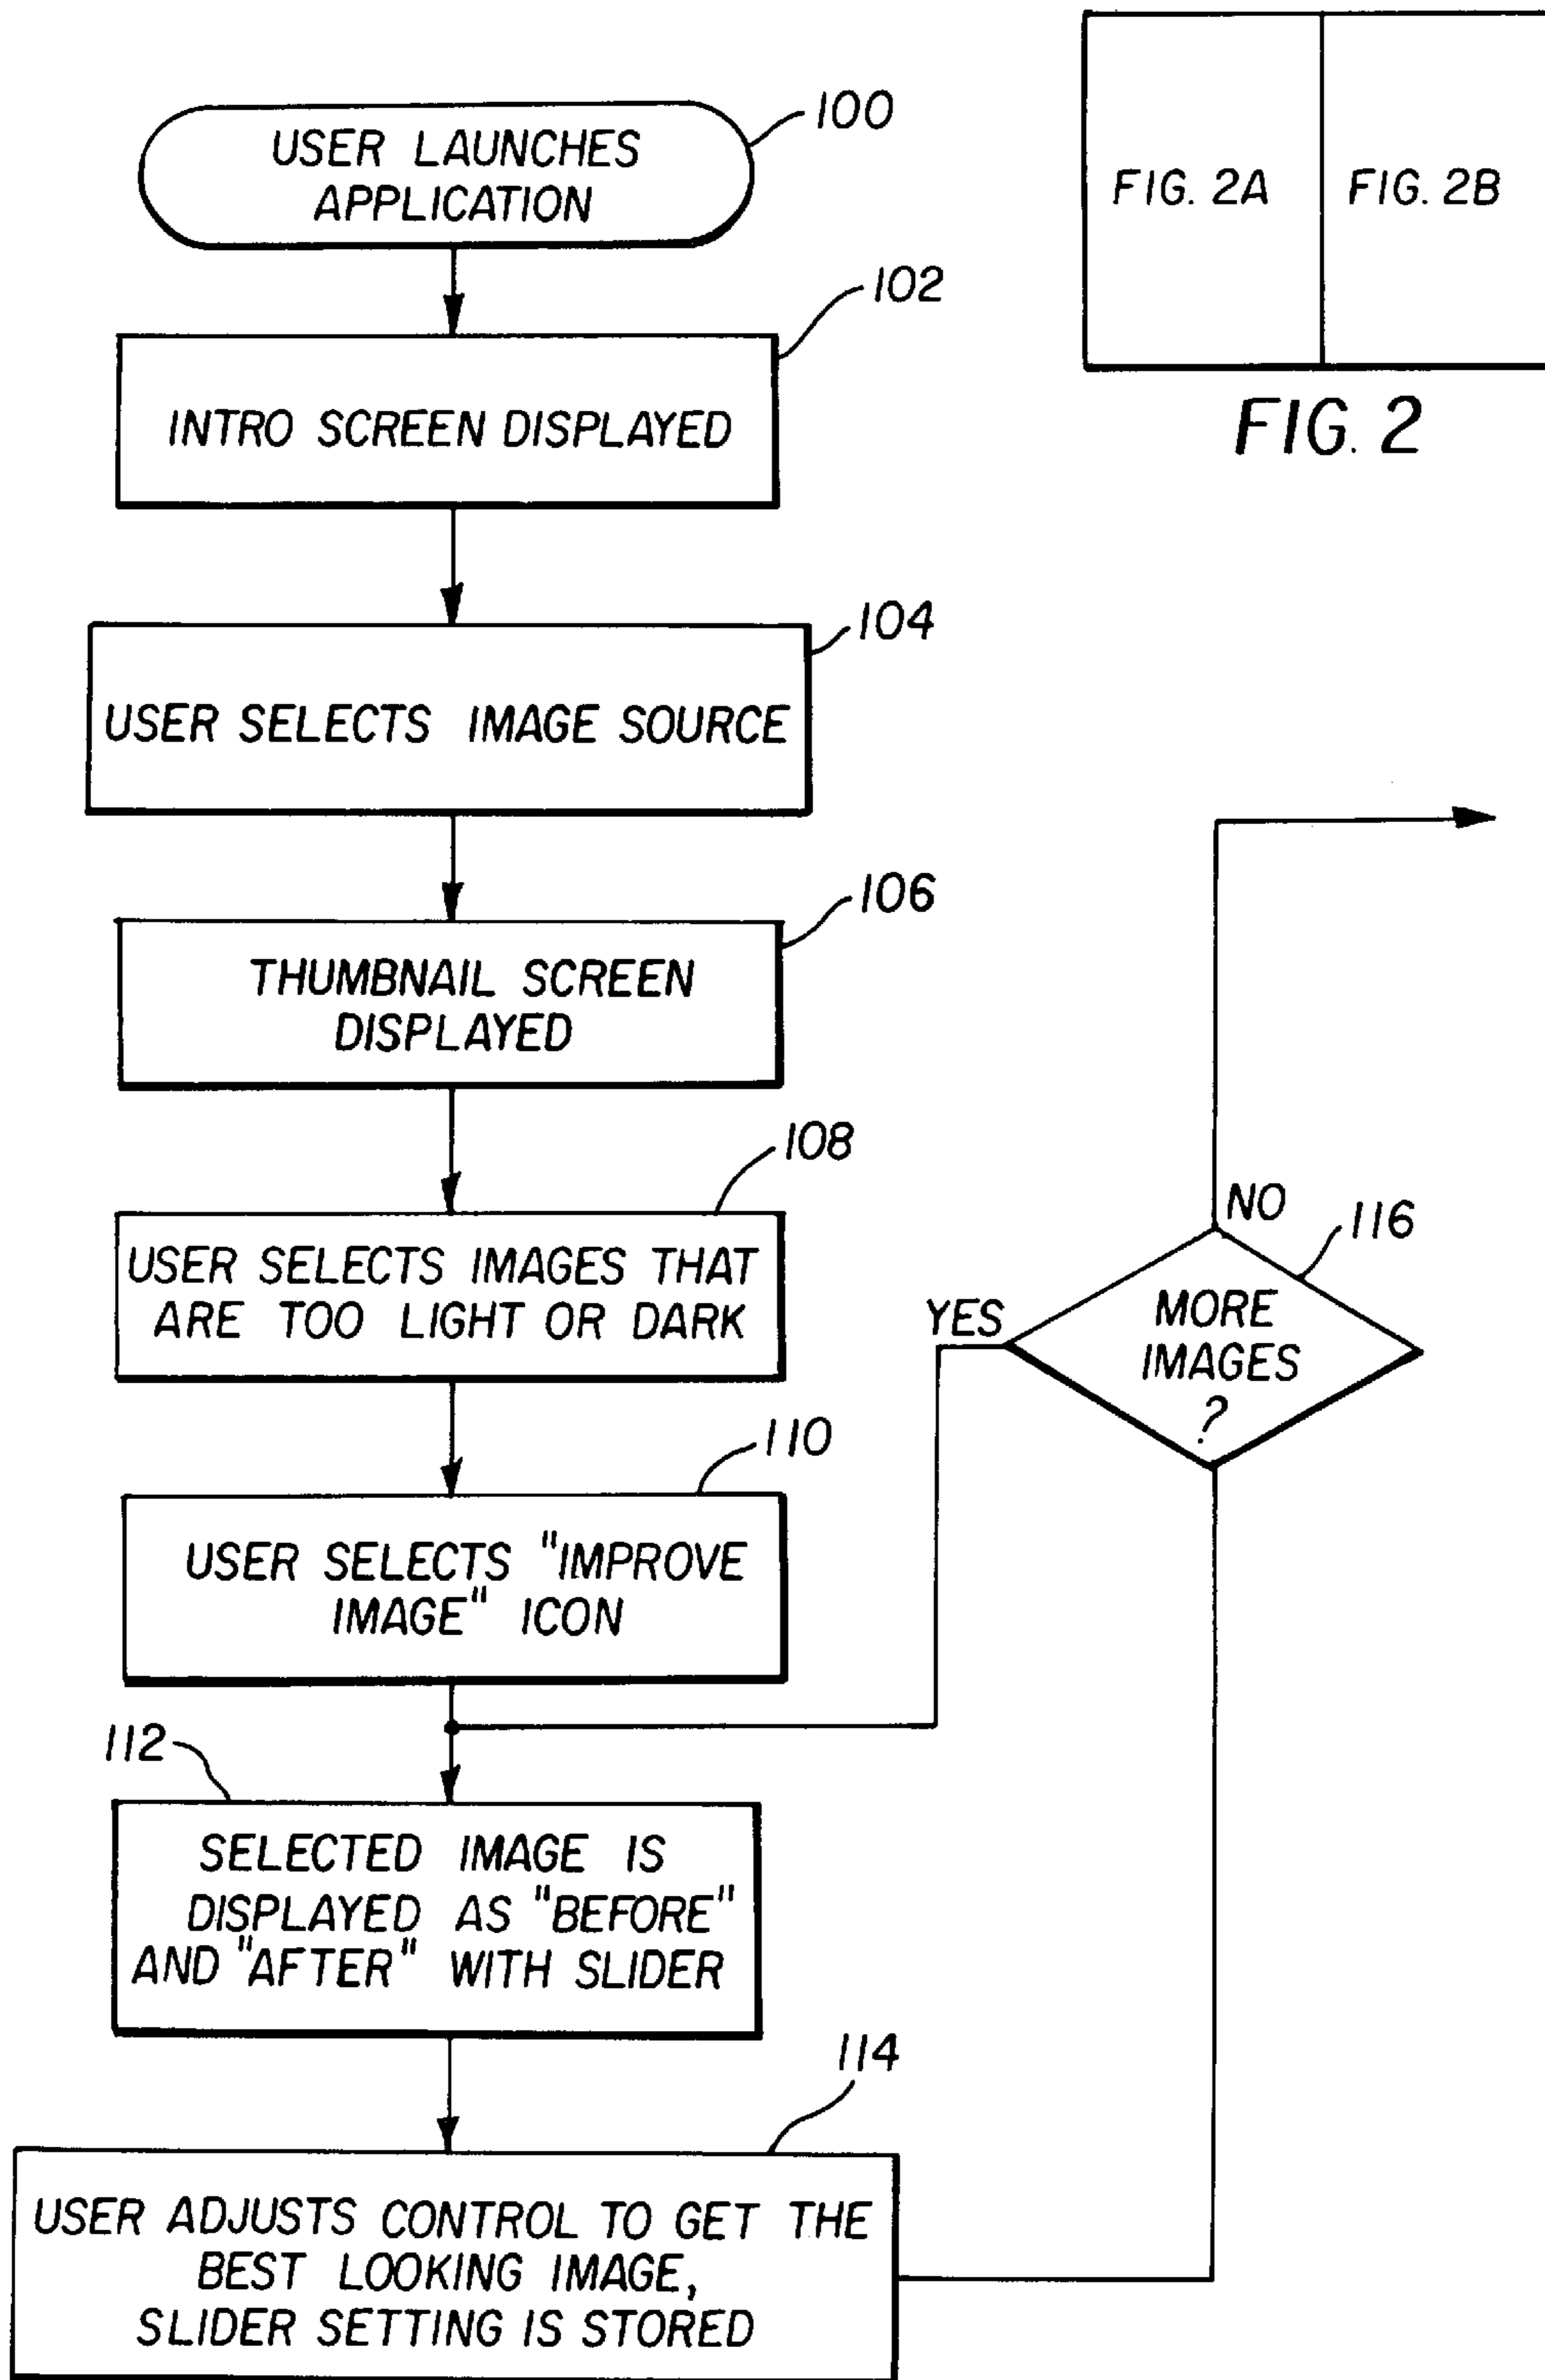 100
USER LAUNCHES
APPLICATION
102
INTRO SCREEN DISPLAYED
104
USER SELECTS IMAGE SOURCE
106
THUMBNAIL SCREEN
DISPLAYED
108
USER SELECTS IMAGES THAT
ARE TOO LIGHT OR DARK
110
USER SELECTS "IMPROVE
IMAGE" ICON
112
SELECTED IMAGE IS
DISPLAYED AS "BEFORE"
AND "AFTER" WITH SLIDER
114
USER ADJUSTS CONTROL TO GET THE
BEST LOOKING IMAGE,
SLIDER SETTING IS STORED
116
MORE
IMAGES
?
YES
NO
FIG. 2A
FIG. 2B
FIG. 2